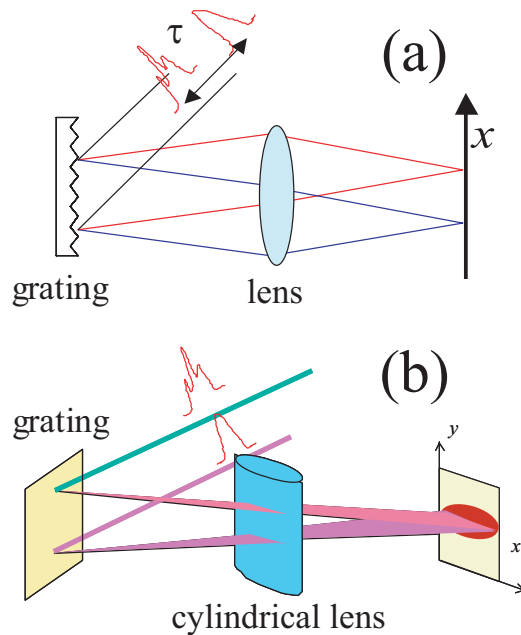 τ
(a)
x
grating
lens
(b)
grating
y
x
cylindrical lens